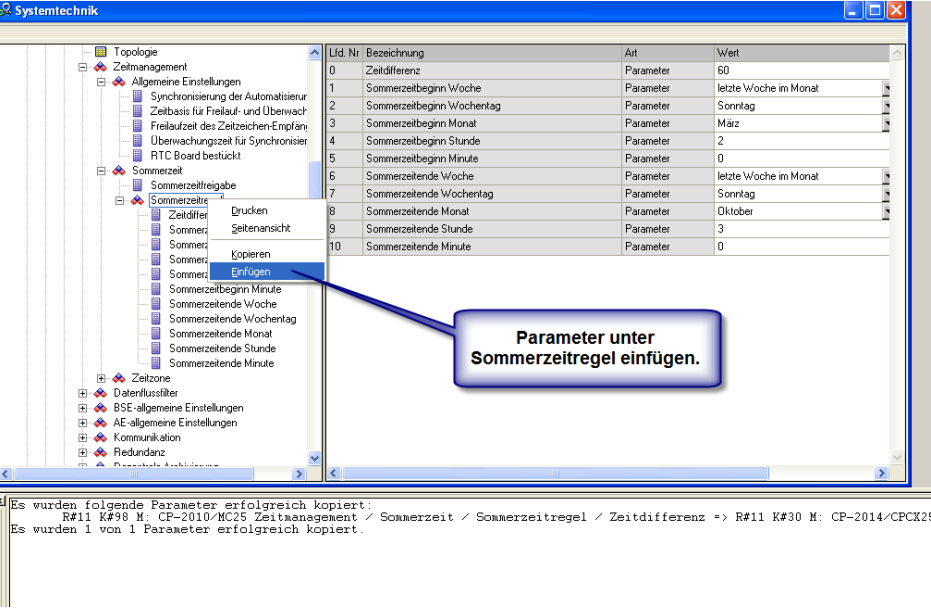 Systemtechnik
Topologie
Zeitmanagement
Allgemeine Einstellungen
Synchronisierung der Automatisierur
Zeitbasis für Freilauf- und Überwach
Freilaufzeit des Zeitzeichen-Empfän
Überwachungszeit für Synchronisier
RTC Board bestückt
Sommerzeit
Sommerzeitfreigabe
Sommerzeitre
Zeitdiffer
Sommerz
Sommerz
Sommerz
Sommerz
Sommerzeitbeginn Minute
Sommerzeitende Woche
Sommerzeitende Wochentag
Sommerzeitende Monat
Sommerzeitende Stunde
Sommerzeitende Minute
Zeitzone
Datenflussfilter
BSE-allgemeine Einstellungen
AE-allgemeine Einstellungen
Kommunikation
Redundanz
Drucken
Seitenansicht
Kopieren
Einfügen
Lfd. Nr Bezeichnung Art Wert
0 Zeitdifferenz Parameter 60
1 Sommerzeitbeginn Woche Parameter letzte Woche im Monat
2 Sommerzeitbeginn Wochentag Parameter Sonntag
3 Sommerzeitbeginn Monat Parameter März
4 Sommerzeitbeginn Stunde Parameter 2
5 Sommerzeitbeginn Minute Parameter 0
6 Sommerzeitende Woche Parameter letzte Woche im Monat
7 Sommerzeitende Wochentag Parameter Sonntag
8 Sommerzeitende Monat Parameter Oktober
9 Sommerzeitende Stunde Parameter 3
10 Sommerzeitende Minute Parameter 0
Parameter unter
Sommerzeitregel einfügen.
Es wurden folgende Parameter erfolgreich kopiert:
R#11 K#98 M: CP-2010/MC25 Zeitmanagement / Sommerzeit / Sommerzeitregel / Zeitdifferenz => R#11 K#30 M: CP-2014/CPCX25
Es wurden 1 von 1 Parameter erfolgreich kopiert.